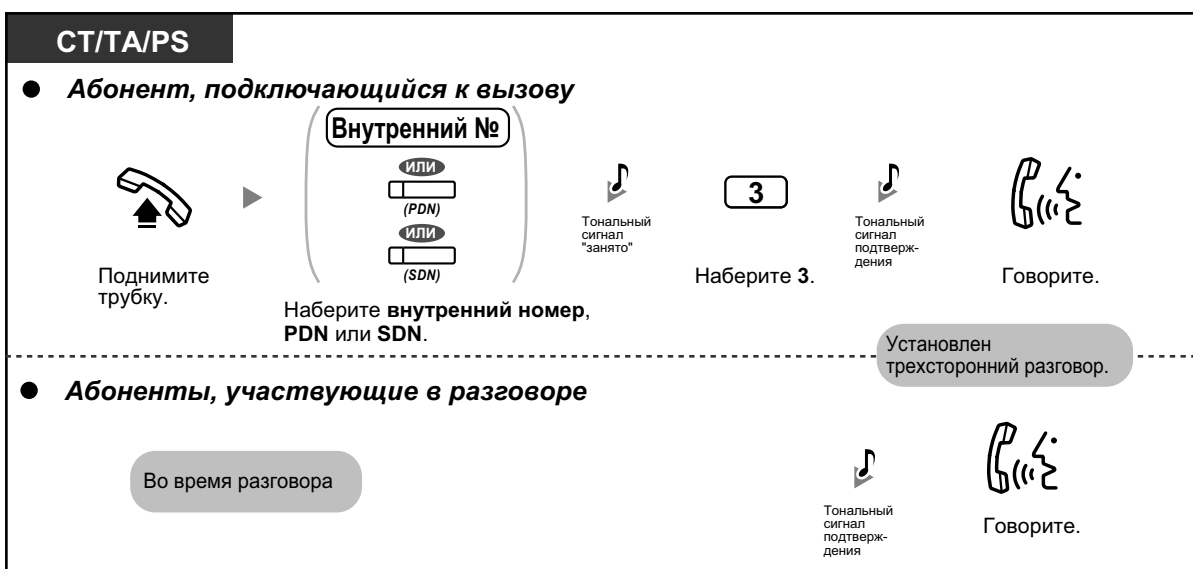 CT/TA/PS
Абонент, подключающийся к вызову
Внутренний №
ИЛИ
(PDN)
ИЛИ
(SDN)
Поднимите
трубку.
Наберите внутренний номер,
PDN или SDN.
Тональный
сигнал
"занято"
3
Наберите 3.
Тональный
сигнал
подтверж-
дения
Говорите.
Установлен
трехсторонний разговор.
Абоненты, участвующие в разговоре
Во время разговора
Тональный
сигнал
подтверж-
дения
Говорите.